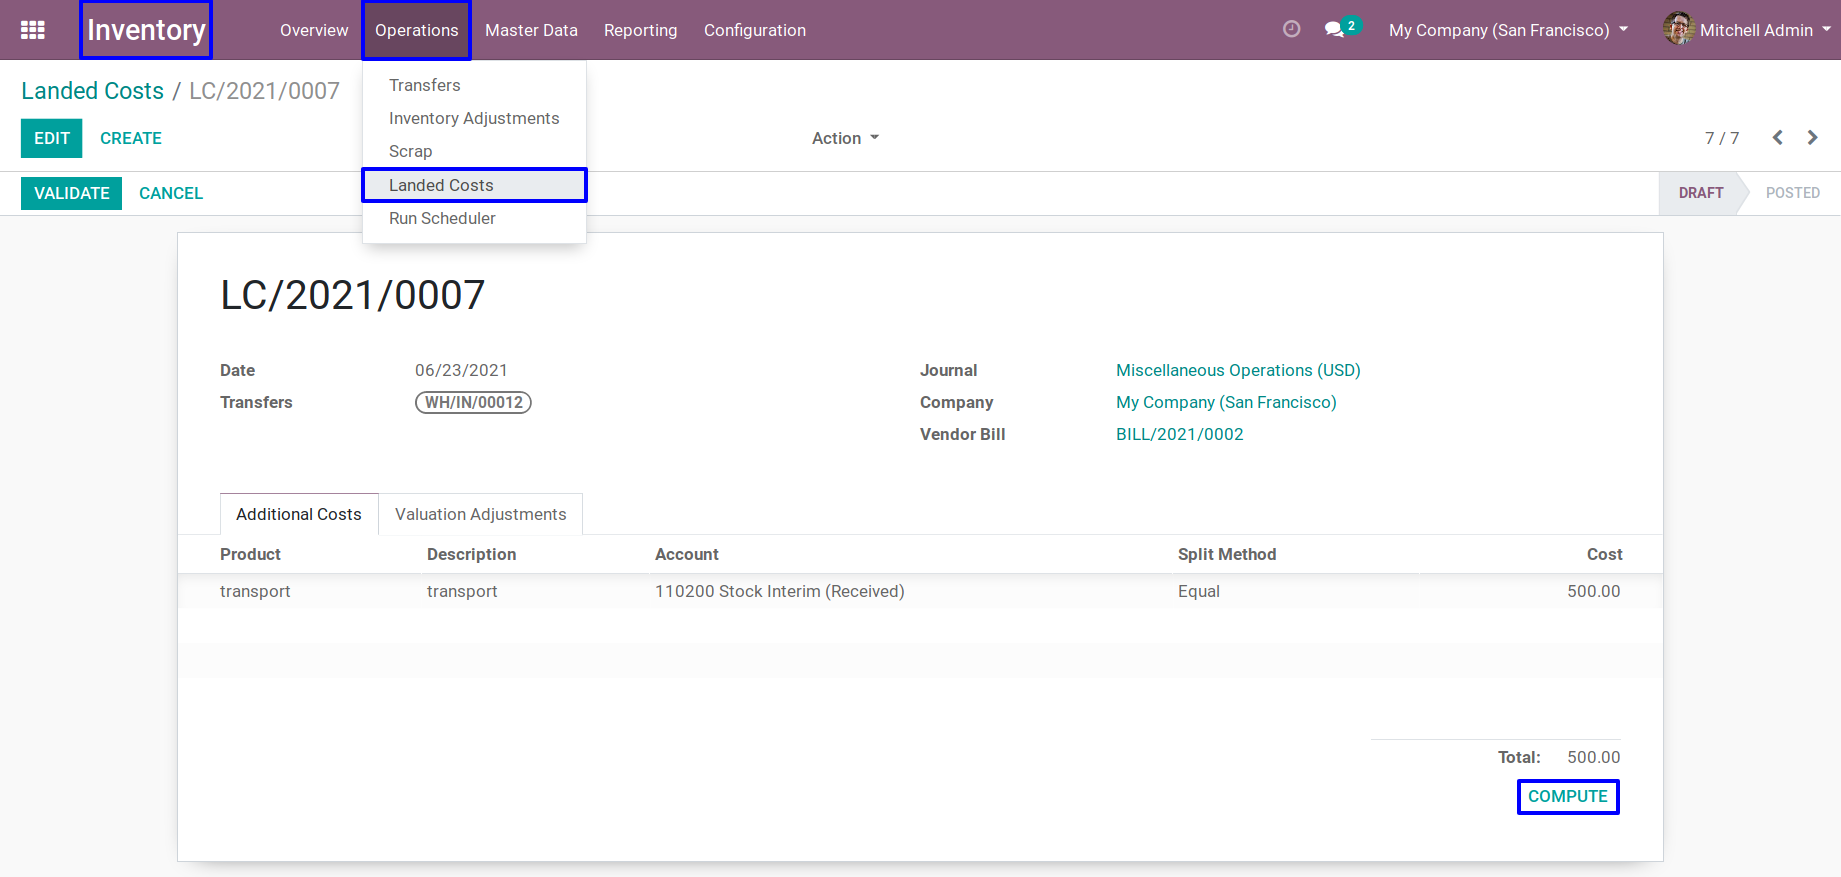 Inventory Overview Operations Master Data Reporting Configuration 2 My Company (San Francisco) Mitchell Admin
Landed Costs / LC/2021/0007
EDIT CREATE Action 7 / 7
VALIDATE CANCEL DRAFT POSTED
Transfers
Inventory Adjustments
Scrap
Landed Costs
Run Scheduler
LC/2021/0007
Date 06/23/2021
Transfers WH/IN/00012
Journal Miscellaneous Operations (USD)
Company My Company (San Francisco)
Vendor Bill BILL/2021/0002
Additional Costs Valuation Adjustments
Product Description Account Split Method Cost
transport transport 110200 Stock Interim (Received) Equal 500.00
Total: 500.00
COMPUTE